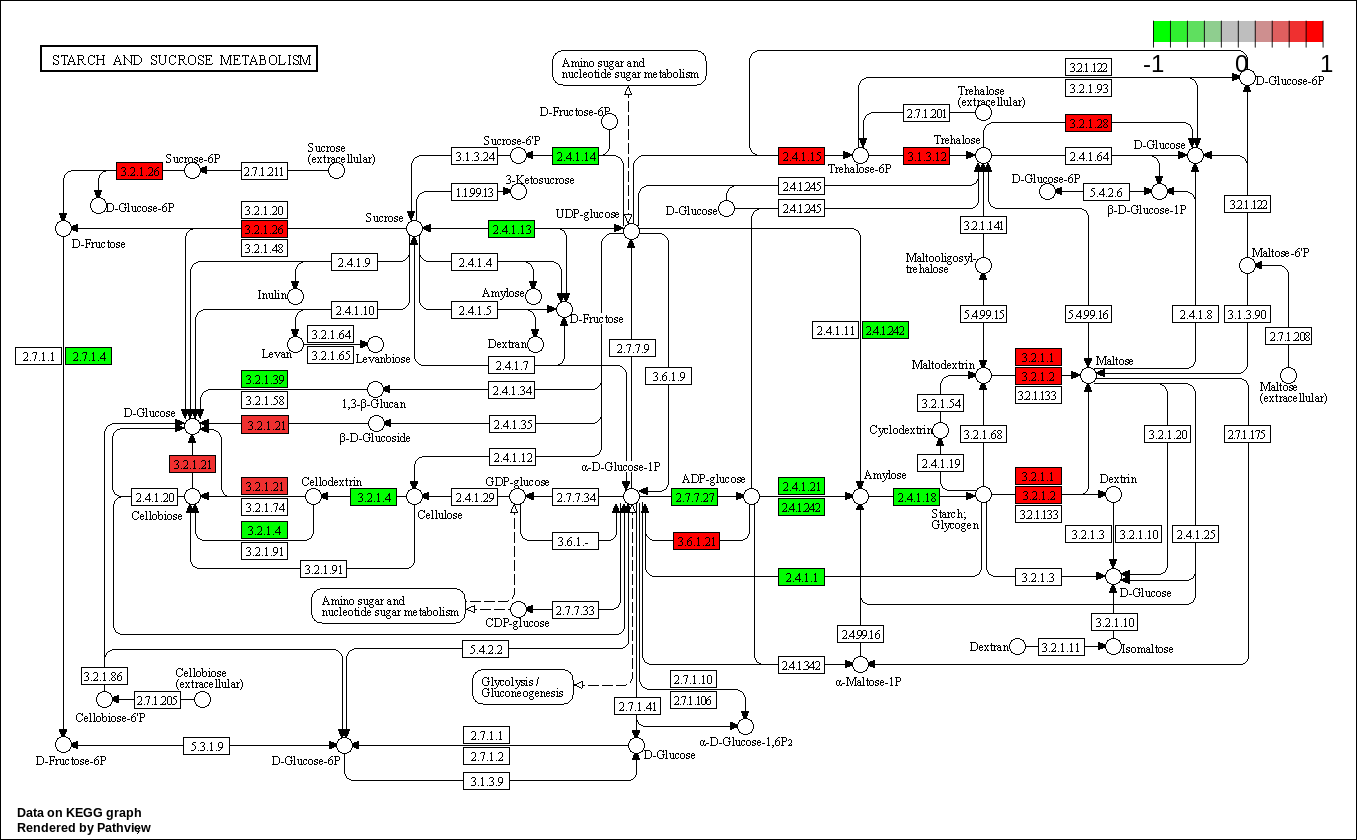 STARCH AND SUCROSE METABOLISM
-1 0 1
Amino sugar and
nucleotide sugar metabolism
3.2.1.122
D-Glucose-6P
3.2.1.93
Trehalose
(extracellular)
D-Fructose-6P
2.7.1.201
3.2.1.28
Sucrose
(extracellular)
Sucrose-6'P
Trehalose
D-Glucose
Sucrose-6P
3.1.3.24
2.4.1.14
2.4.1.15
3.1.3.12
2.4.1.64
3.2.1.26
2.7.1.211
Trehalose-6P
3-Ketosucrose
D-Glucose-6P
1.1.99.13
2.4.1.245
5.4.2.6
D-Glucose-6P
3.2.1.20
D-Glucose
2.4.1.245
β-D-Glucose-1P
3.2.1.122
Sucrose
UDP-glucose
3.2.1.26
2.4.1.13
3.2.1.141
D-Fructose
3.2.1.48
Maltose-6'P
2.4.1.9
2.4.1.4
Maltooligosyl-
trehalose
Inulin
Amylose
2.4.1.10
2.4.1.5
5.4.99.15
5.4.99.16
2.4.1.8
3.1.3.90
D-Fructose
2.4.1.11
2.4.1.242
3.2.1.64
2.7.1.208
Levan
Dextran
2.7.7.9
2.7.1.1
2.7.1.4
3.2.1.65
Levanbiose
3.2.1.1
2.4.1.7
Maltodextrin
Maltose
3.2.1.39
3.6.1.9
3.2.1.2
2.4.1.34
Maltose
(extracellular)
3.2.1.58
3.2.1.133
1,3-β-Glucan
3.2.1.54
D-Glucose
3.2.1.21
2.4.1.35
Cyclodextrin
3.2.1.68
3.2.1.20
2.7.1.175
β-D-Glucoside
2.4.1.12
3.2.1.21
α-D-Glucose-1P
2.4.1.19
Cellodextrin
GDP-glucose
ADP-glucose
Amylose
3.2.1.1
Dextrin
3.2.1.21
2.4.1.21
2.4.1.20
3.2.1.4
2.4.1.29
2.7.7.34
2.7.7.27
2.4.1.18
3.2.1.2
3.2.1.74
2.4.1.242
Cellobiose
Cellulose
Starch;
Glycogen
3.2.1.133
3.2.1.4
3.6.1.-
3.6.1.21
3.2.1.3
3.2.1.10
2.4.1.25
3.2.1.91
3.2.1.91
2.4.1.1
3.2.1.3
D-Glucose
Amino sugar and
nucleotide sugar metabolism
2.7.7.33
CDP-glucose
3.2.1.10
2.4.99.16
5.4.2.2
Dextran
3.2.1.11
Isomaltose
2.4.1.342
3.2.1.86
Cellobiose
(extracellular)
Glycolysis /
Gluconeogenesis
2.7.1.10
α-Maltose-1P
2.7.1.205
2.7.1.106
2.7.1.41
Cellobiose-6'P
α-D-Glucose-1,6P2
2.7.1.1
5.3.1.9
D-Fructose-6P
D-Glucose-6P
2.7.1.2
D-Glucose
3.1.3.9
Data on KEGG graph
Rendered by Pathview